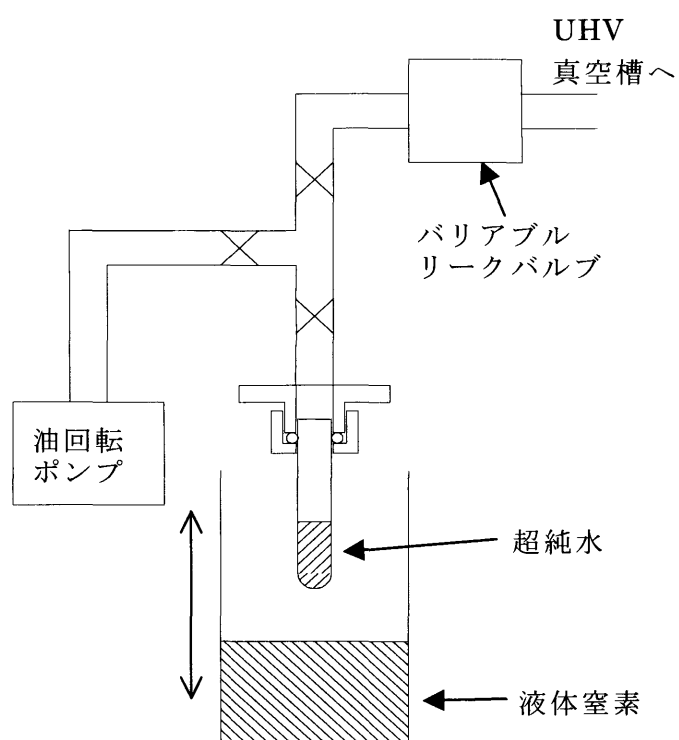 UHV
真空槽へ
バリアブル
リークバルブ
油回転
ポンプ
超純水
液体窒素